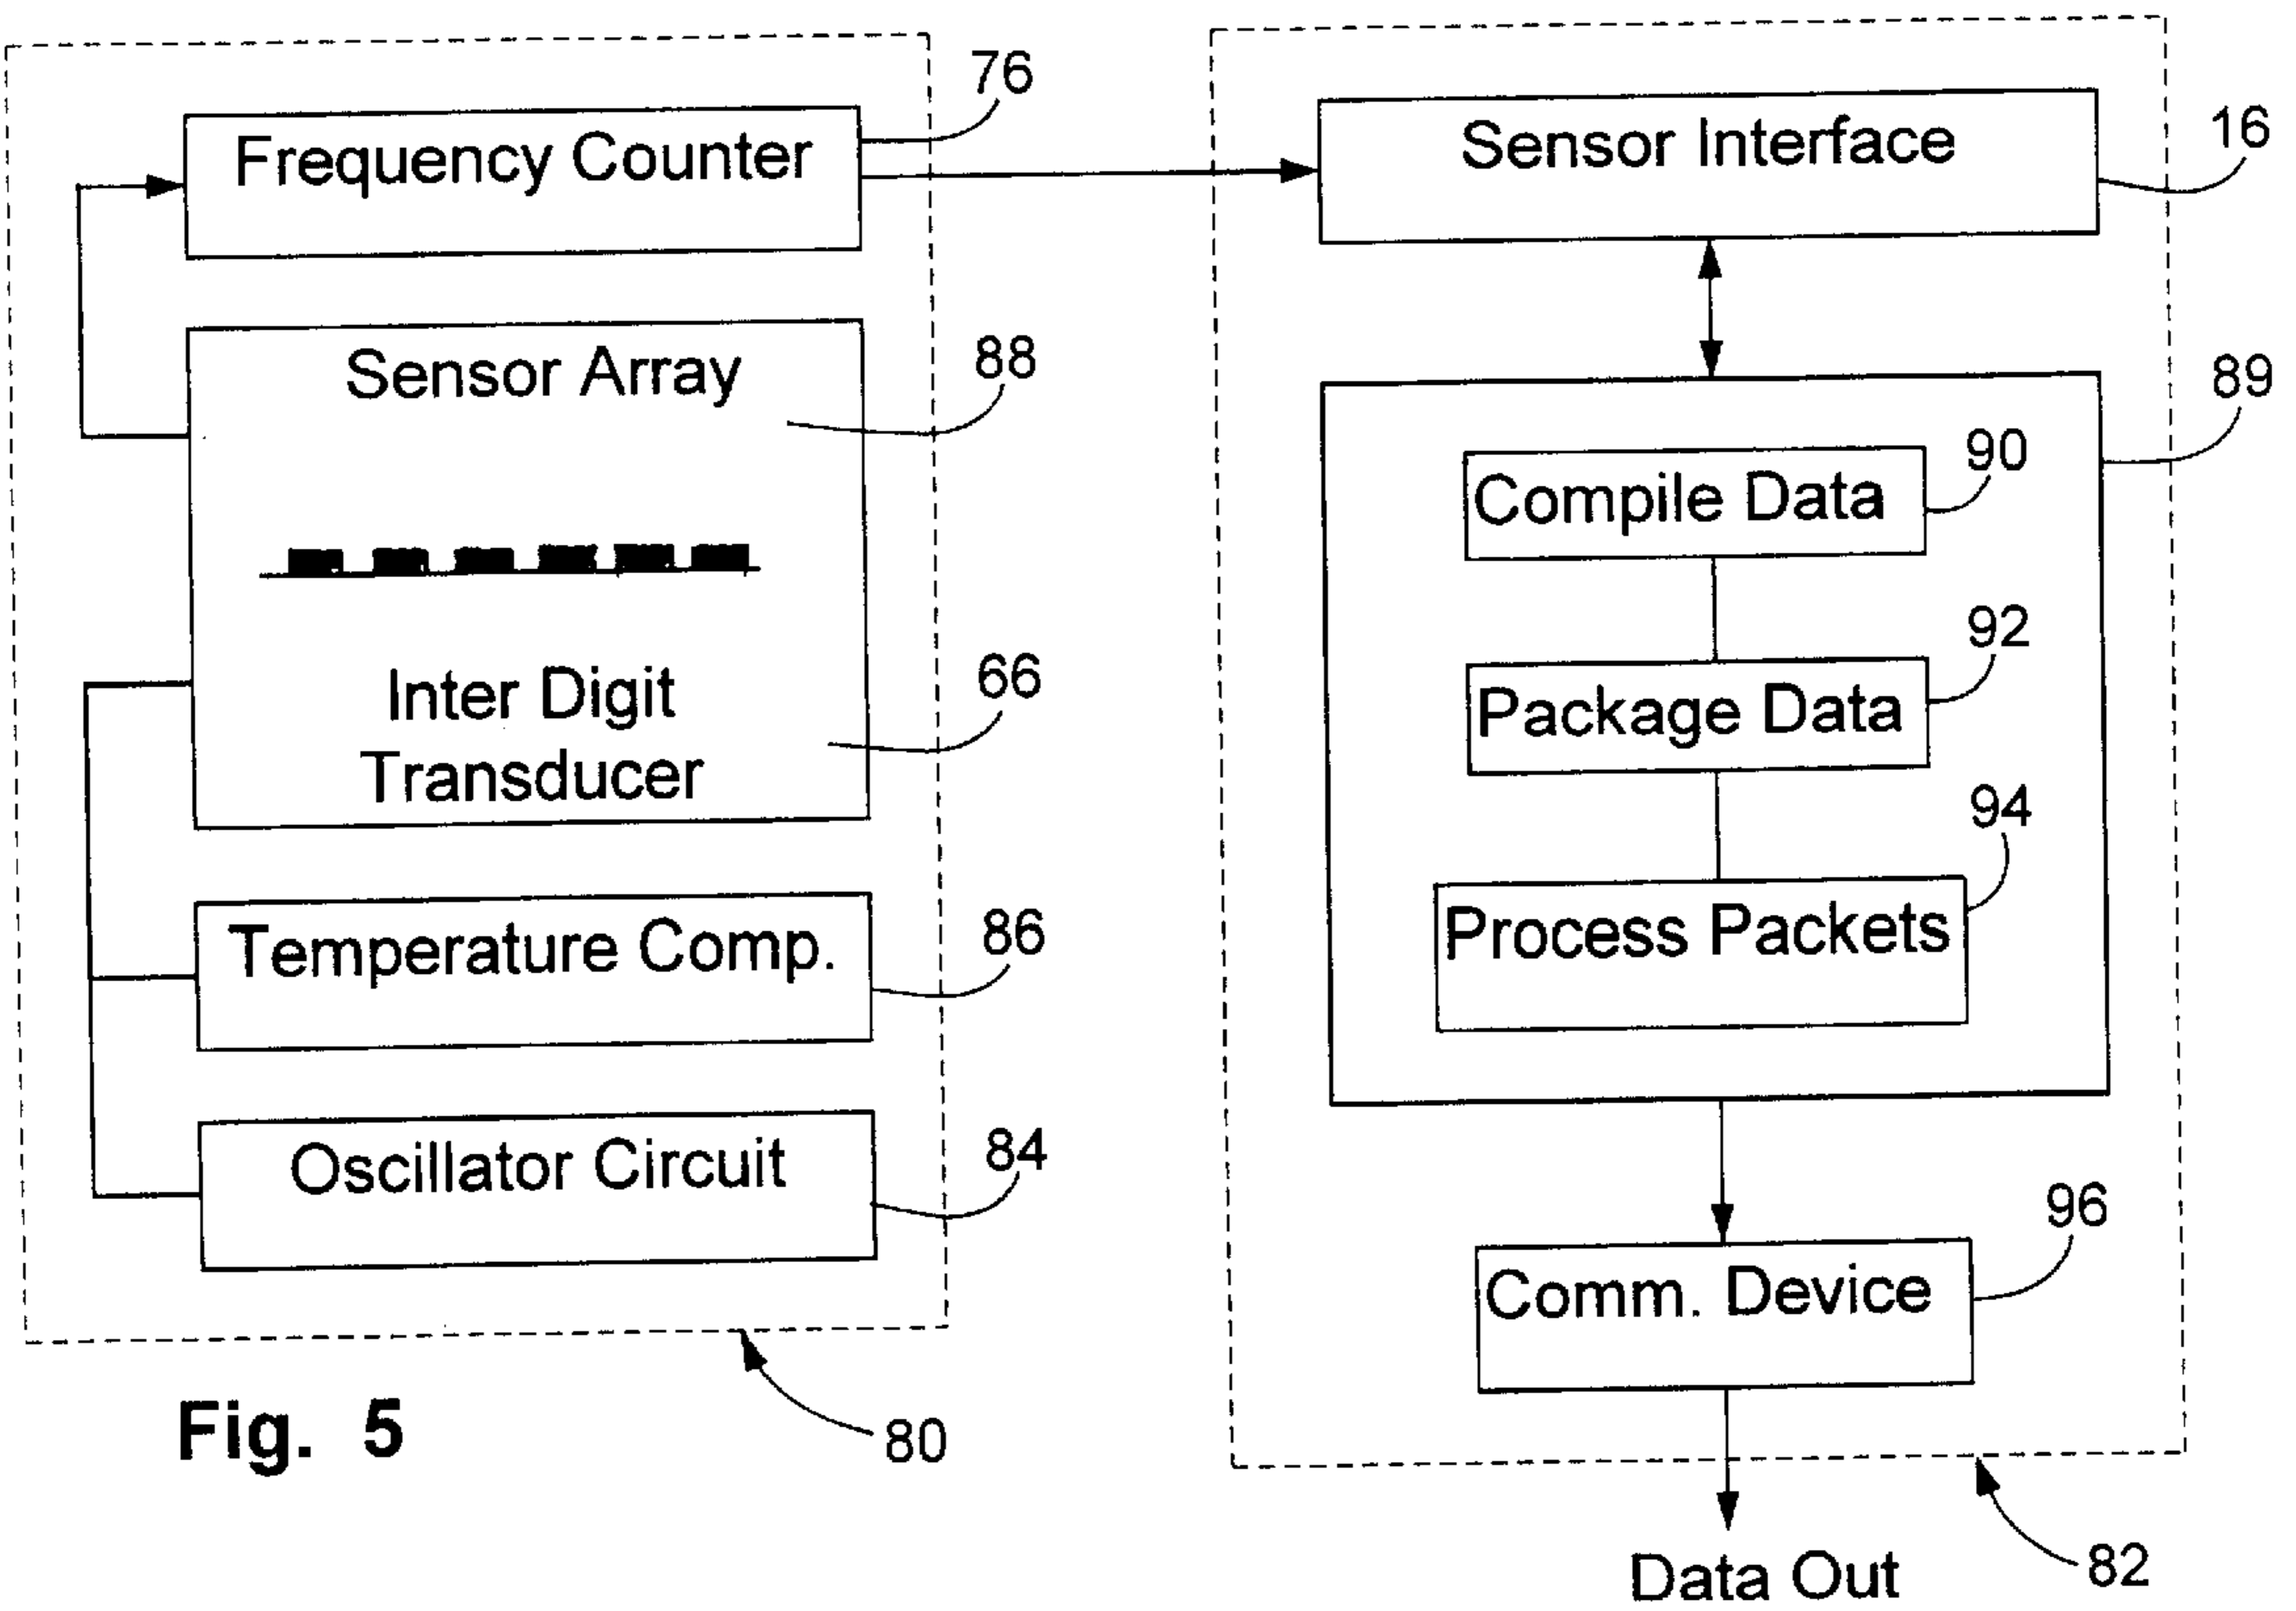 76
Frequency Counter
Sensor Array
88
Inter Digit
Transducer
66
Temperature Comp.
86
Oscillator Circuit
84
80
Fig. 5
Sensor Interface
16
89
Compile Data
90
Package Data
92
Process Packets
94
Comm. Device
96
Data Out
82